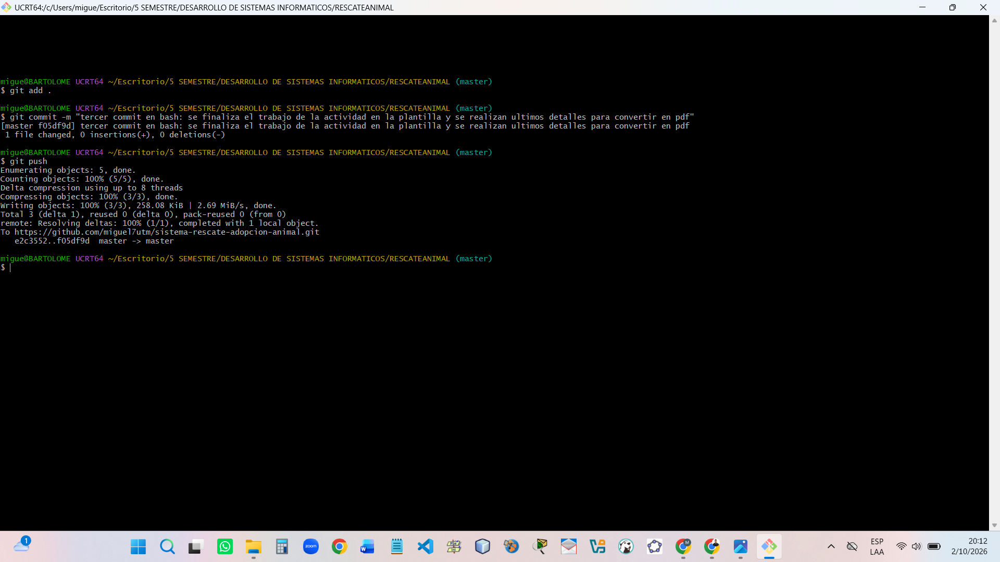 UCRT64:/c/Users/migue/Escritorio/5 SEMESTRE/DESARROLLO DE SISTEMAS INFORMATICOS/RESCATEANIMAL
migue@BARTOLOME UCRT64 ~/Escritorio/5 SEMESTRE/DESARROLLO DE SISTEMAS INFORMATICOS/RESCATEANIMAL (master)
$ git add .
migue@BARTOLOME UCRT64 ~/Escritorio/5 SEMESTRE/DESARROLLO DE SISTEMAS INFORMATICOS/RESCATEANIMAL (master)
$ git commit -m "tercer commit en bash: se finaliza el trabajo de la actividad en la plantilla y se realizan ultimos detalles para convertir en pdf"
[master f05df9d] tercer commit en bash: se finaliza el trabajo de la actividad en la plantilla y se realizan ultimos detalles para convertir en pdf
1 file changed, 0 insertions(+), 0 deletions(-)
migue@BARTOLOME UCRT64 ~/Escritorio/5 SEMESTRE/DESARROLLO DE SISTEMAS INFORMATICOS/RESCATEANIMAL (master)
$ git push
Enumerating objects: 5, done.
Counting objects: 100% (5/5), done.
Delta compression using up to 8 threads
Compressing objects: 100% (3/3), done.
Writing objects: 100% (3/3), 258.08 KiB | 2.69 MiB/s, done.
Total 3 (delta 1), reused 0 (delta 0), pack-reused 0 (from 0)
remote: Resolving deltas: 100% (1/1), completed with 1 local object.
To https://github.com/miguel7utm/sistema-rescate-adopcion-animal.git
e2c3552..f05df9d master -> master
migue@BARTOLOME UCRT64 ~/Escritorio/5 SEMESTRE/DESARROLLO DE SISTEMAS INFORMATICOS/RESCATEANIMAL (master)
$
1
zoom
W
M
ESP
LAA
20:12
2/10/2026